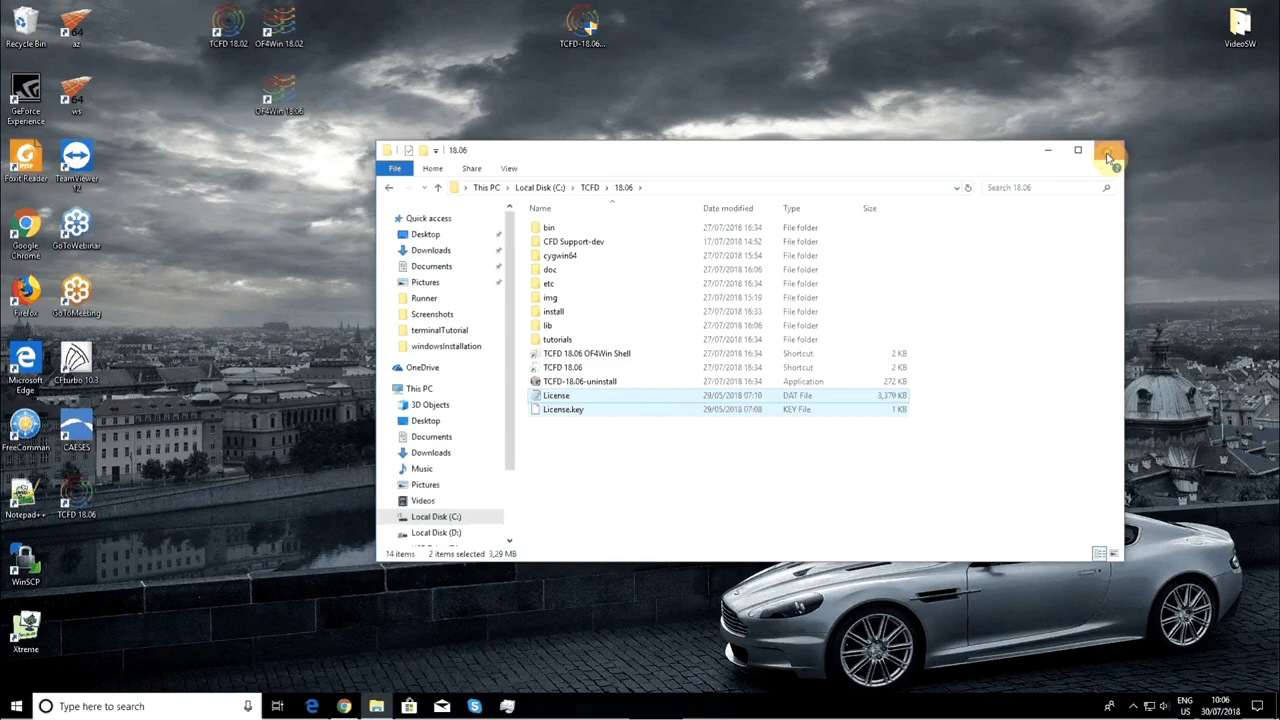 Recycle Bin
az
TCFD 18.02
OF4Win 18.02
TCFD-18.06...
VideoSW
GeForce Experience
ws
OF4Win 18.06
Foxit Reader
TeamViewer 12
Google Chrome
GoToWebinar
Firefox
GoToMeeting
Microsoft Edge
CFturbo 10.3
FreeComman
CAESES
Notepad++
TCFD 18.06
WinSCP
Xtreme
18.06
File Home Share View
This PC > Local Disk (C:) > TCFD > 18.06 >
Search 18.06
Quick access
Desktop
Downloads
Documents
Pictures
Runner
Screenshots
terminalTutorial
windowsInstallation
OneDrive
This PC
3D Objects
Desktop
Documents
Downloads
Music
Pictures
Videos
Local Disk (C:)
Local Disk (D:)
Name Date modified Type Size
bin 27/07/2018 16:34 File folder
CFD Support-dev 17/07/2018 14:52 File folder
cygwin64 27/07/2018 15:54 File folder
doc 27/07/2018 16:06 File folder
etc 27/07/2018 16:34 File folder
img 27/07/2018 15:19 File folder
install 27/07/2018 16:33 File folder
lib 27/07/2018 16:06 File folder
tutorials 27/07/2018 16:34 File folder
TCFD 18.06 OF4Win Shell 27/07/2018 16:34 Shortcut 2 KB
TCFD 18.06 27/07/2018 16:34 Shortcut 2 KB
TCFD-18.06-uninstall 27/07/2018 16:34 Application 272 KB
License 29/05/2018 07:10 DAT File 3,379 KB
License.key 29/05/2018 07:08 KEY File 1 KB
14 items 2 items selected 3,29 MB
Type here to search
ENG
US
10:06
30/07/2018